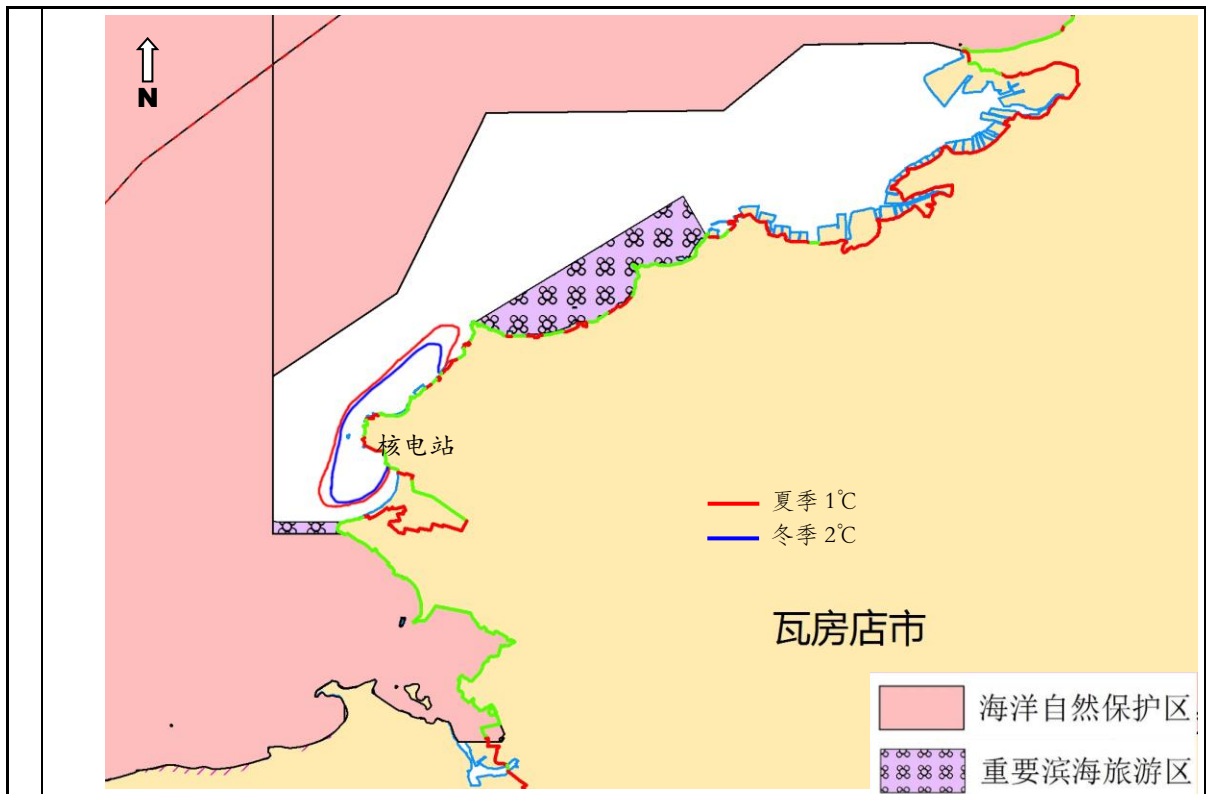 N
核电站
夏季 1℃
冬季 2℃
瓦房店市
海洋自然保护区
重要滨海旅游区